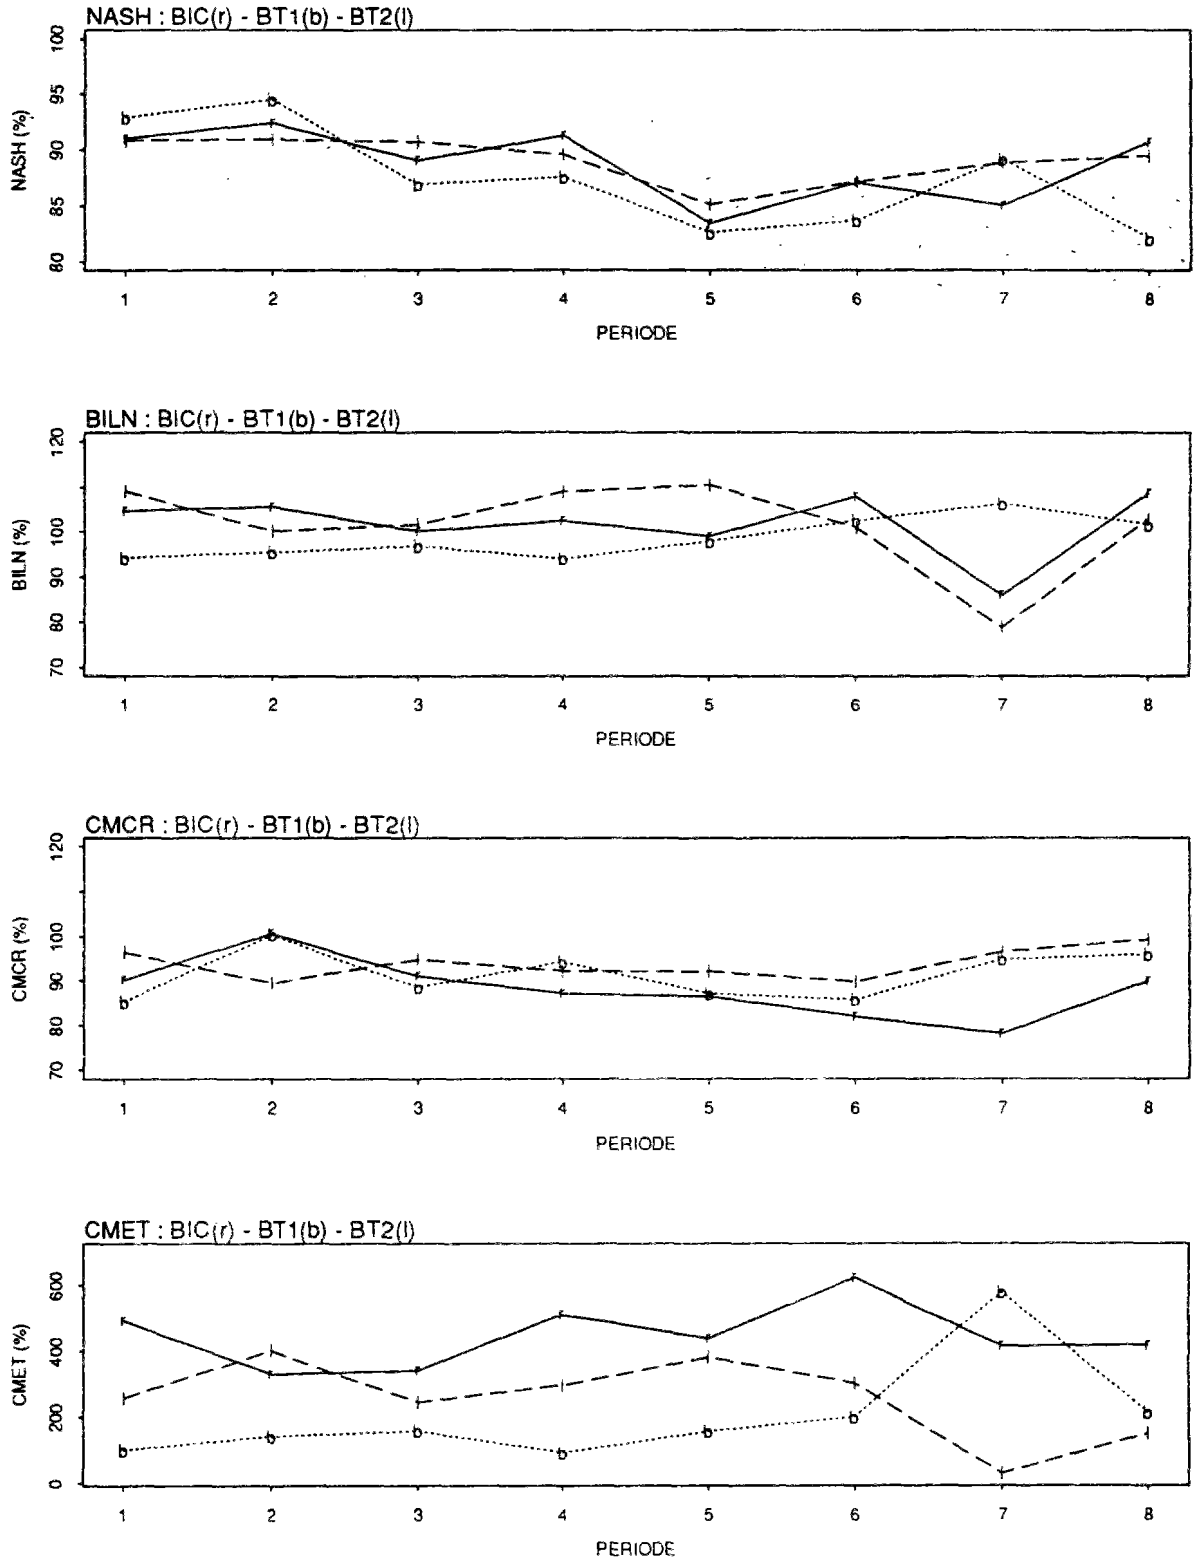 NASH : BIC(r) - BT1(b) - BT2(l)
100
95
90
85
80
NASH (%)
1 2 3 4 5 6 7 8
PERIODE
BILN : BIC(r) - BT1(b) - BT2(l)
120
100
90
80
70
BILN (%)
1 2 3 4 5 6 7 8
PERIODE
CMCR : BIC(r) - BT1(b) - BT2(l)
120
100
90
80
70
CMCR (%)
1 2 3 4 5 6 7 8
PERIODE
CMET : BIC(r) - BT1(b) - BT2(l)
600
400
200
0
CMET (%)
1 2 3 4 5 6 7 8
PERIODE